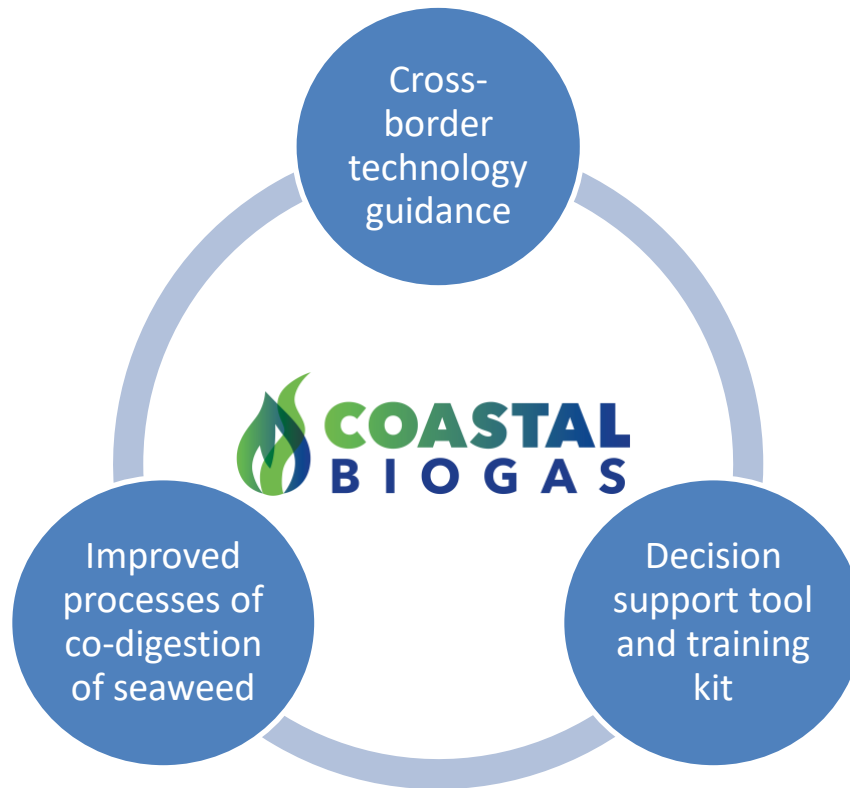 Cross-
border
technology
guidance
COASTAL
BIOGAS
Improved
processes of
co-digestion
of seaweed
Decision
support tool
and training
kit